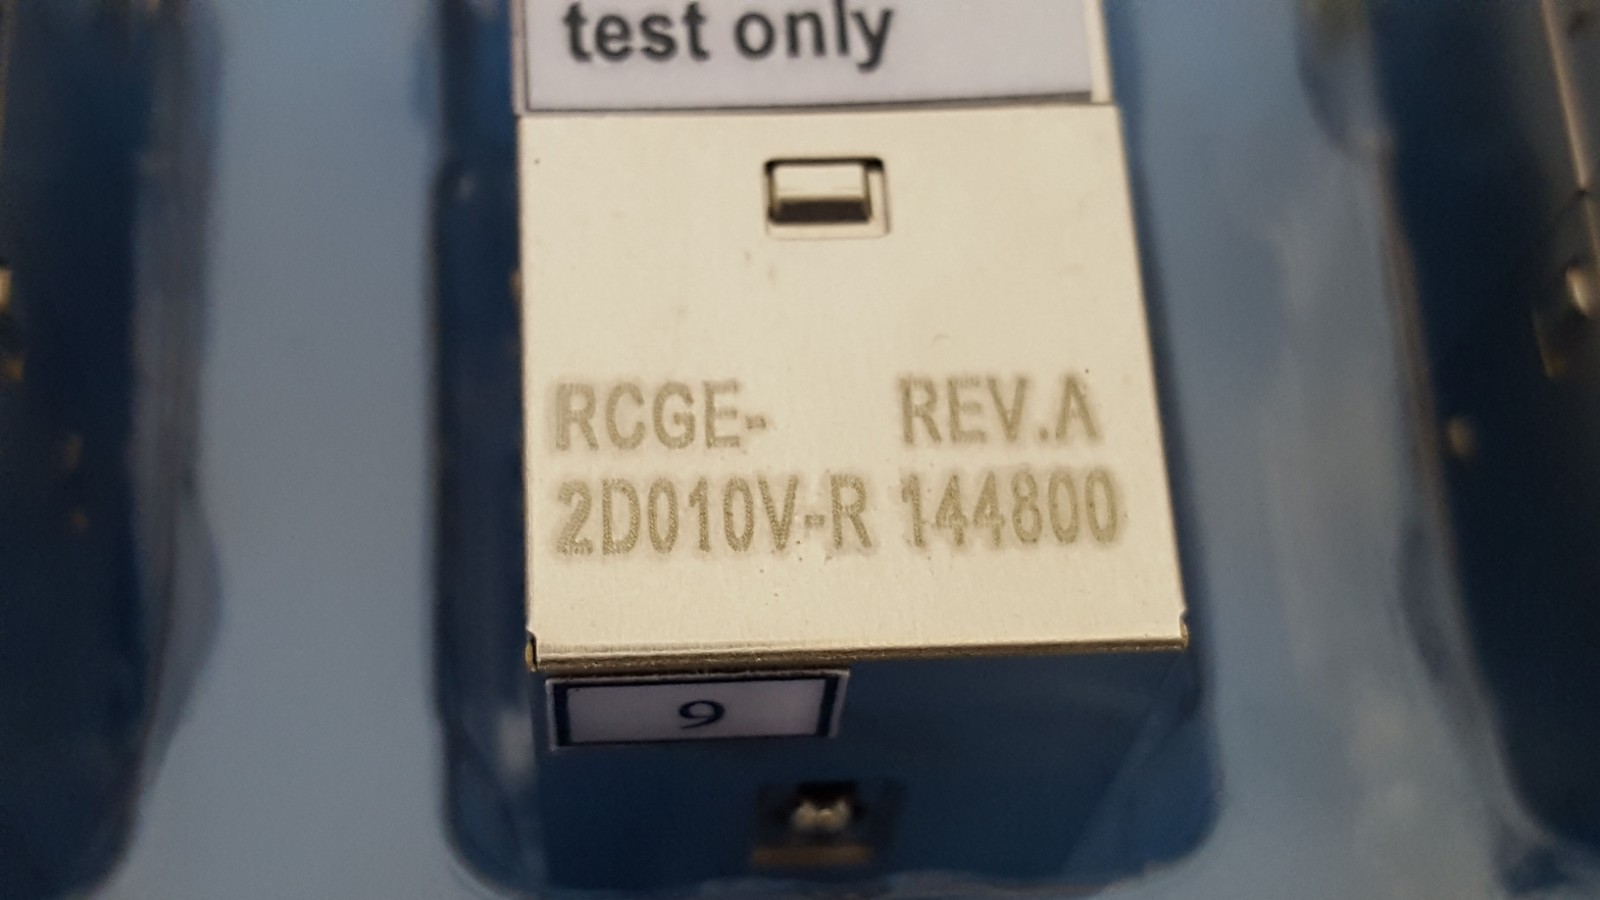 test only
RCGE- REV.A
2D010V-R 144800
9